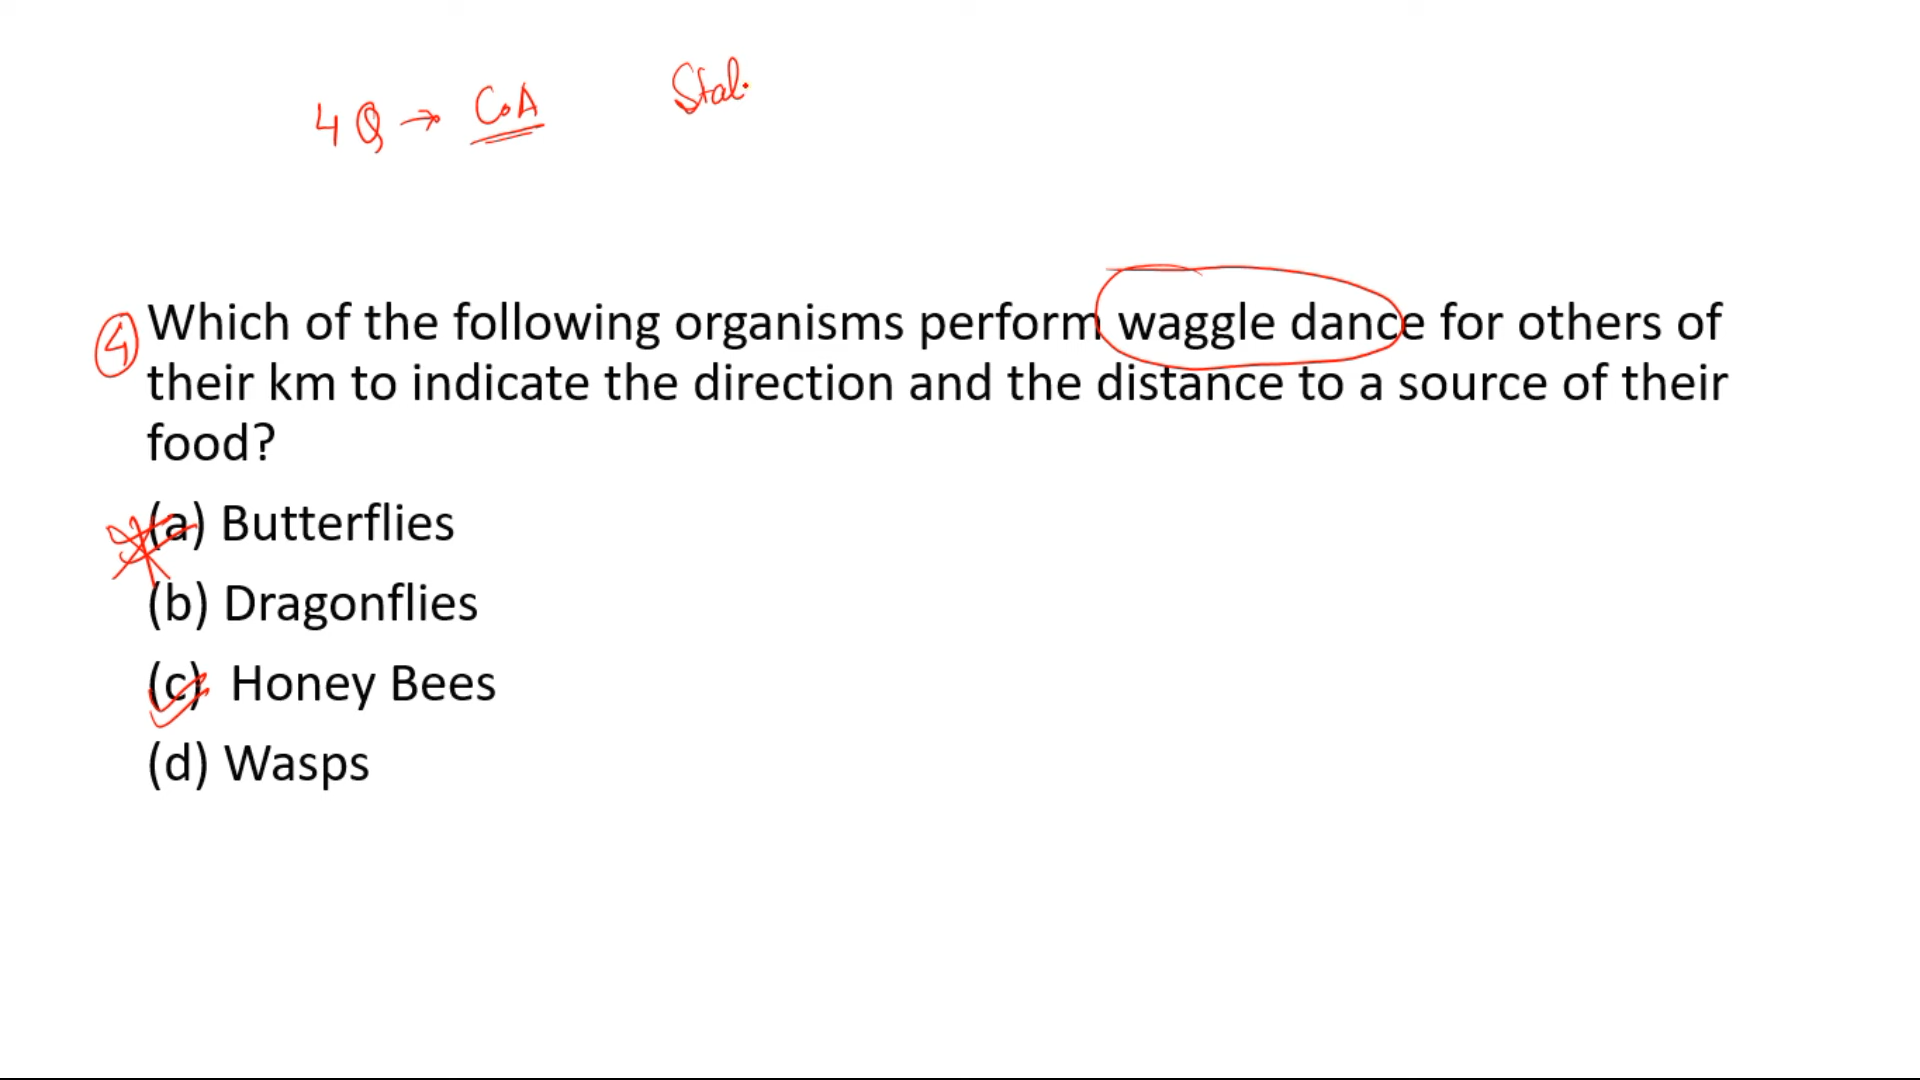 4 Q → CoA Stal.
④ Which of the following organisms perform waggle dance for others of
their km to indicate the direction and the distance to a source of their
food?
(a) Butterflies
(b) Dragonflies
(c) Honey Bees
(d) Wasps